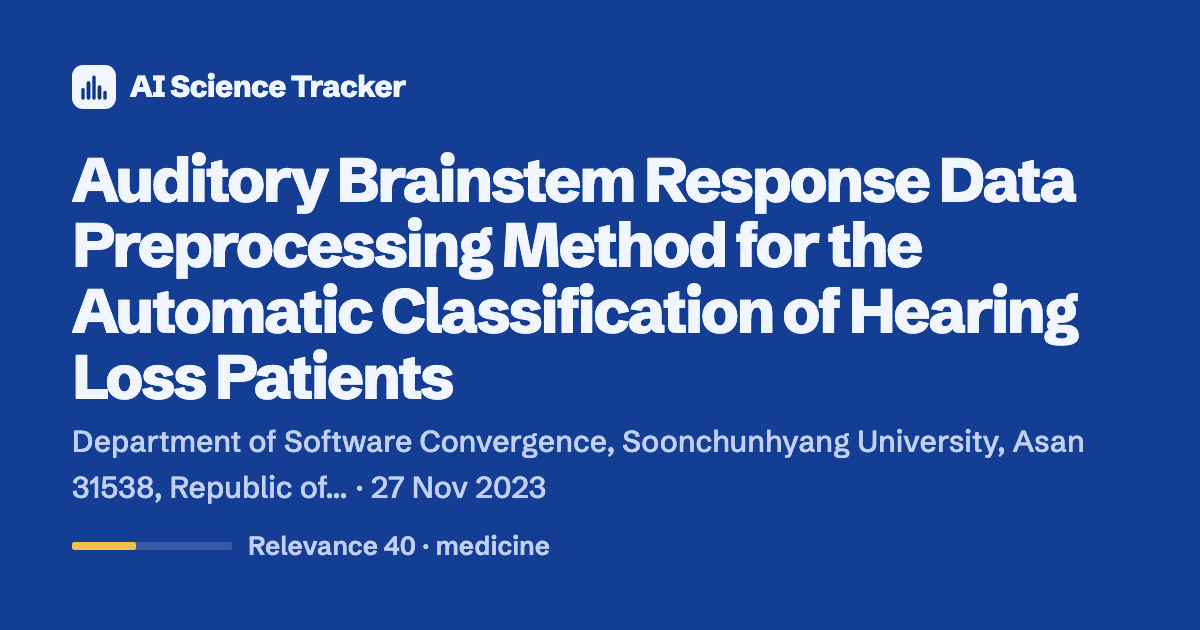 AI Science Tracker
Auditory Brainstem Response Data
Preprocessing Method for the
Automatic Classification of Hearing
Loss Patients
Department of Software Convergence, Soonchunhyang University, Asan
31538, Republic of... · 27 Nov 2023
Relevance 40 · medicine